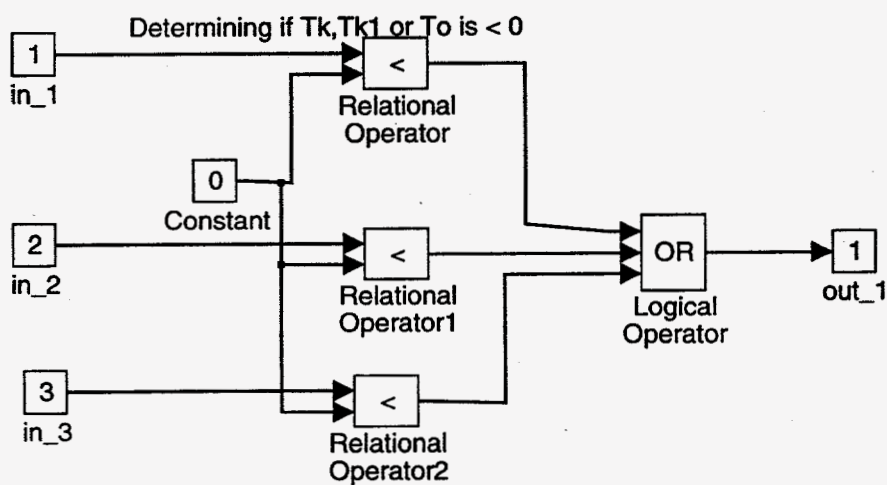 Determining if Tk,Tk1 or To is < 0
1
in_1
<
Relational
Operator
0
Constant
2
in_2
<
Relational
Operator1
OR
Logical
Operator
1
out_1
3
in_3
<
Relational
Operator2